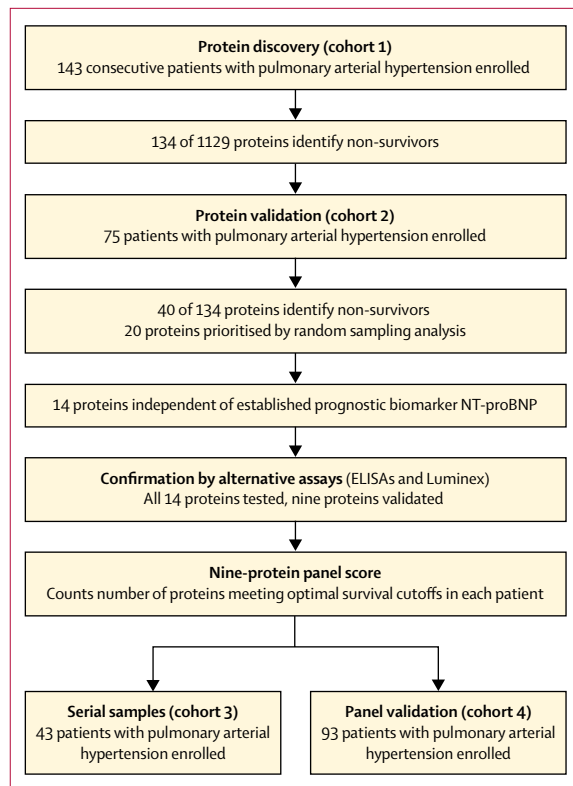 Protein discovery (cohort 1)
143 consecutive patients with pulmonary arterial hypertension enrolled
134 of 1129 proteins identify non-survivors
Protein validation (cohort 2)
75 patients with pulmonary arterial hypertension enrolled
40 of 134 proteins identify non-survivors
20 proteins prioritised by random sampling analysis
14 proteins independent of established prognostic biomarker NT-proBNP
Confirmation by alternative assays (ELISAs and Luminex)
All 14 proteins tested, nine proteins validated
Nine-protein panel score
Counts number of proteins meeting optimal survival cutoffs in each patient
Serial samples (cohort 3)
43 patients with pulmonary arterial
hypertension enrolled
Panel validation (cohort 4)
93 patients with pulmonary arterial
hypertension enrolled